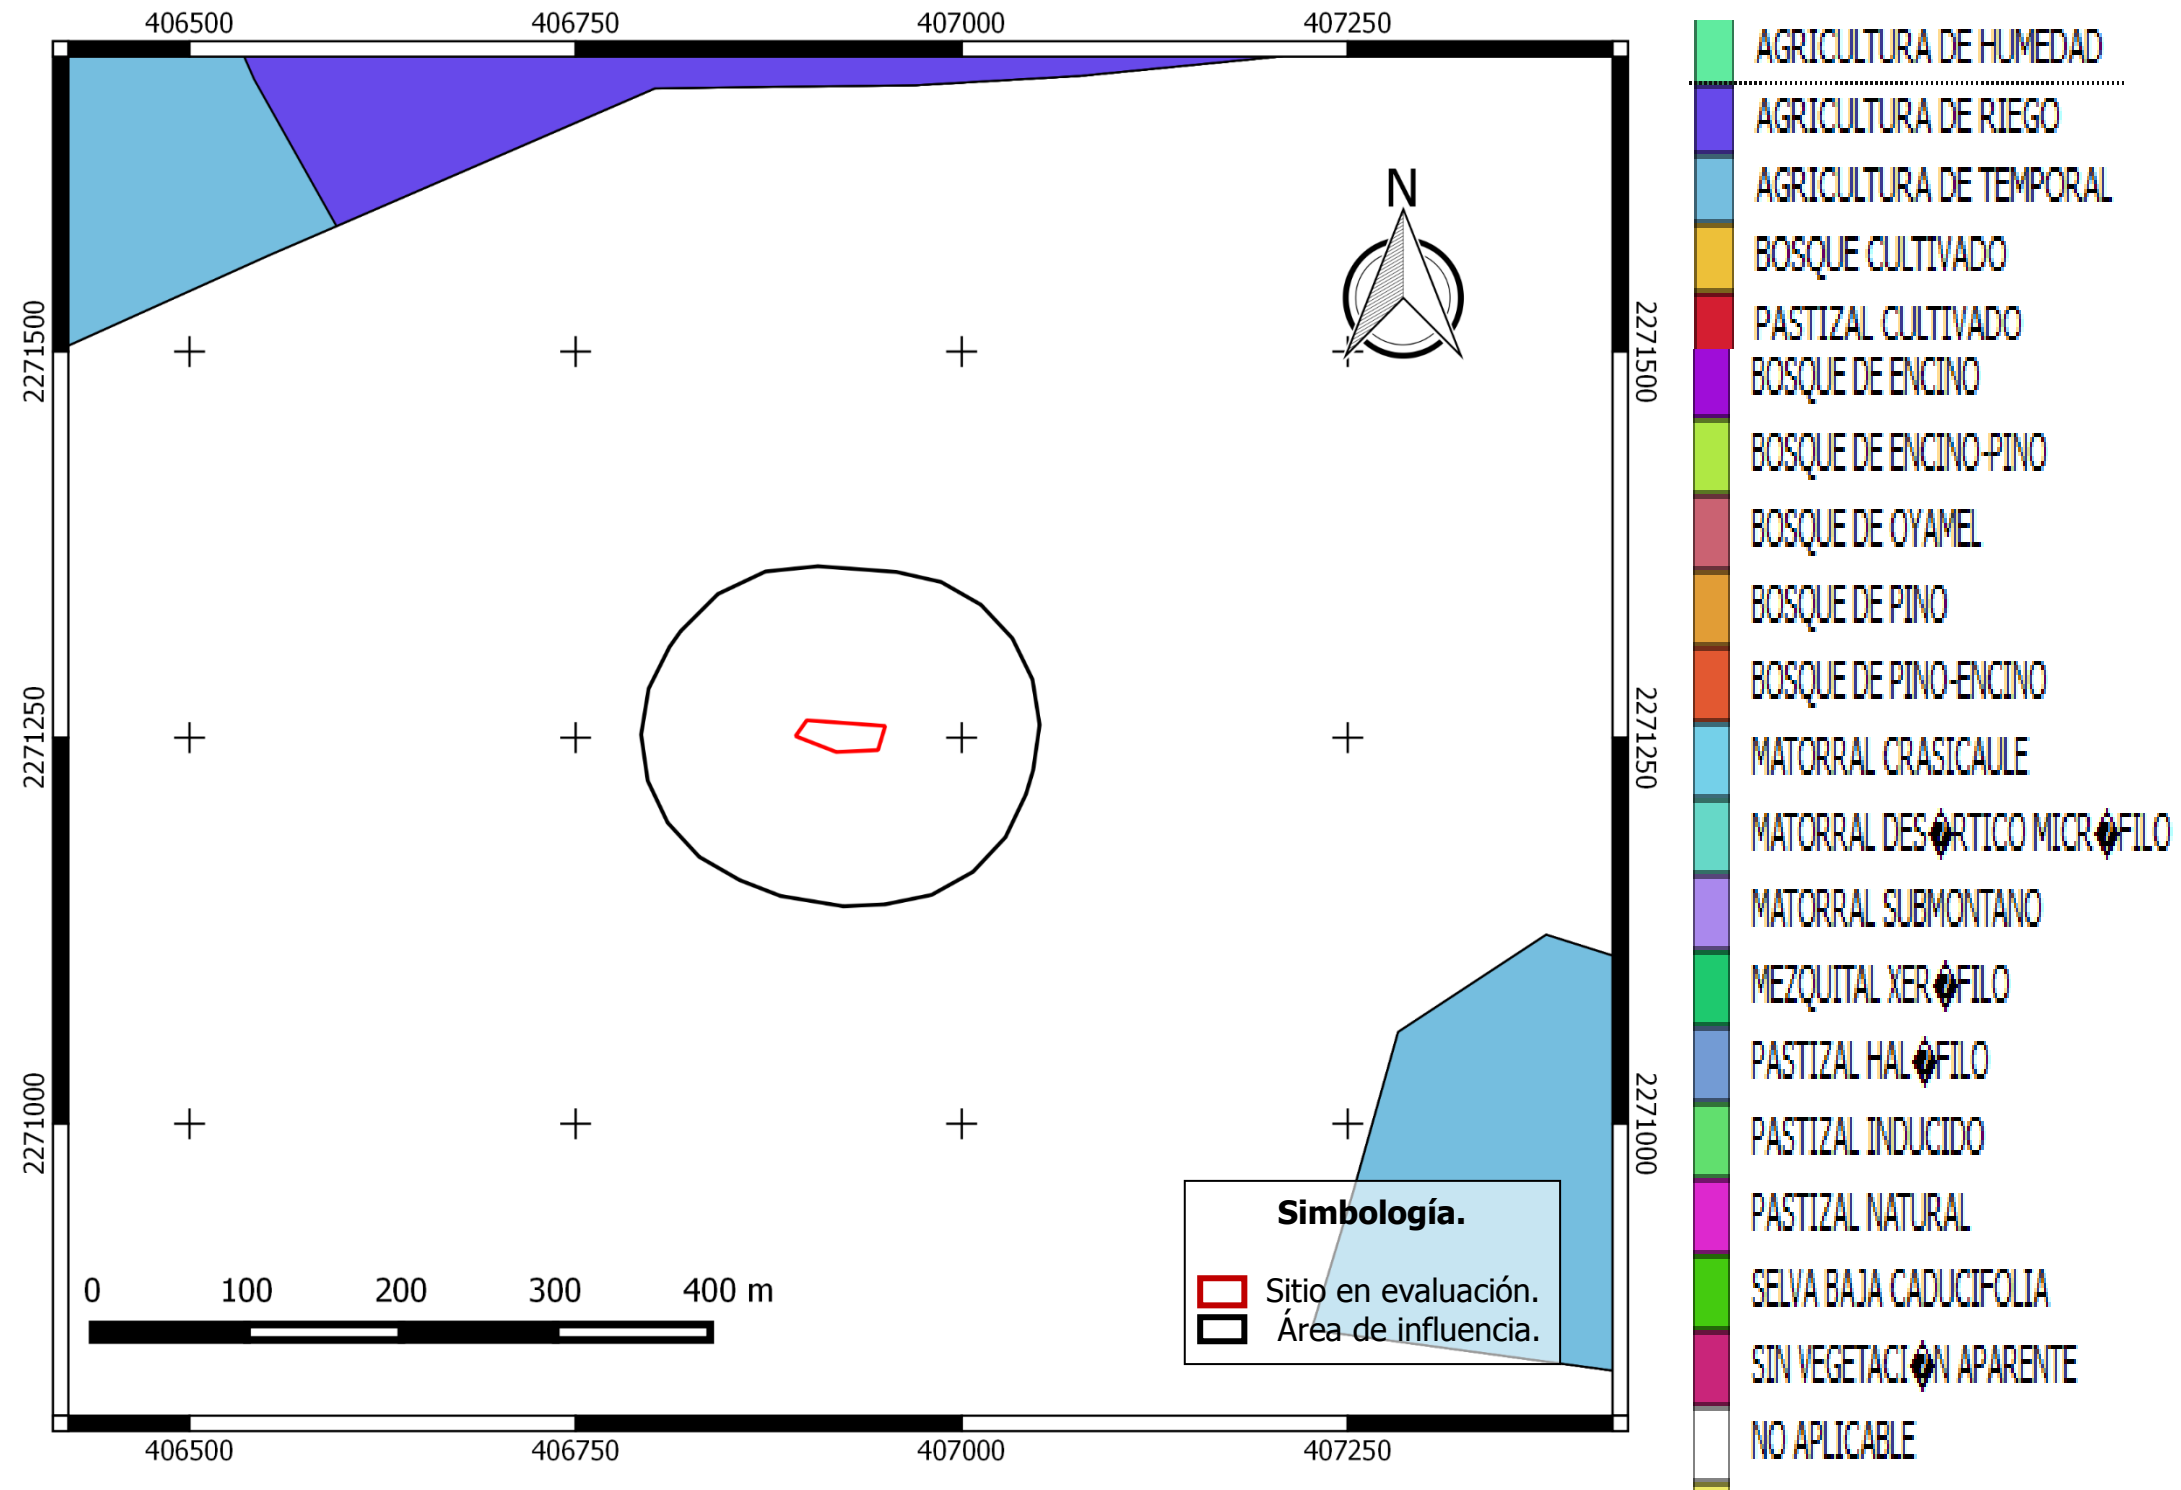 406500 406750 407000 407250
N
2271500 2271500
2271250 2271250
2271000 2271000
Simbología.
Sitio en evaluación.
Área de influencia.
0 100 200 300 400 m
406500 406750 407000 407250
AGRICULTURA DE HUMEDAD
AGRICULTURA DE RIEGO
AGRICULTURA DE TEMPORAL
BOSQUE CULTIVADO
PASTIZAL CULTIVADO
BOSQUE DE ENCINO
BOSQUE DE ENCINO-PINO
BOSQUE DE OYAMEL
BOSQUE DE PINO
BOSQUE DE PINO-ENCINO
MATORRAL CRASICAULE
MATORRAL DES�RTICO MICR�FILO
MATORRAL SUBMONTANO
MEZQUITAL XER�FILO
PASTIZAL HAL�FILO
PASTIZAL INDUCIDO
PASTIZAL NATURAL
SELVA BAJA CADUCIFOLIA
SIN VEGETACI�N APARENTE
NO APLICABLE